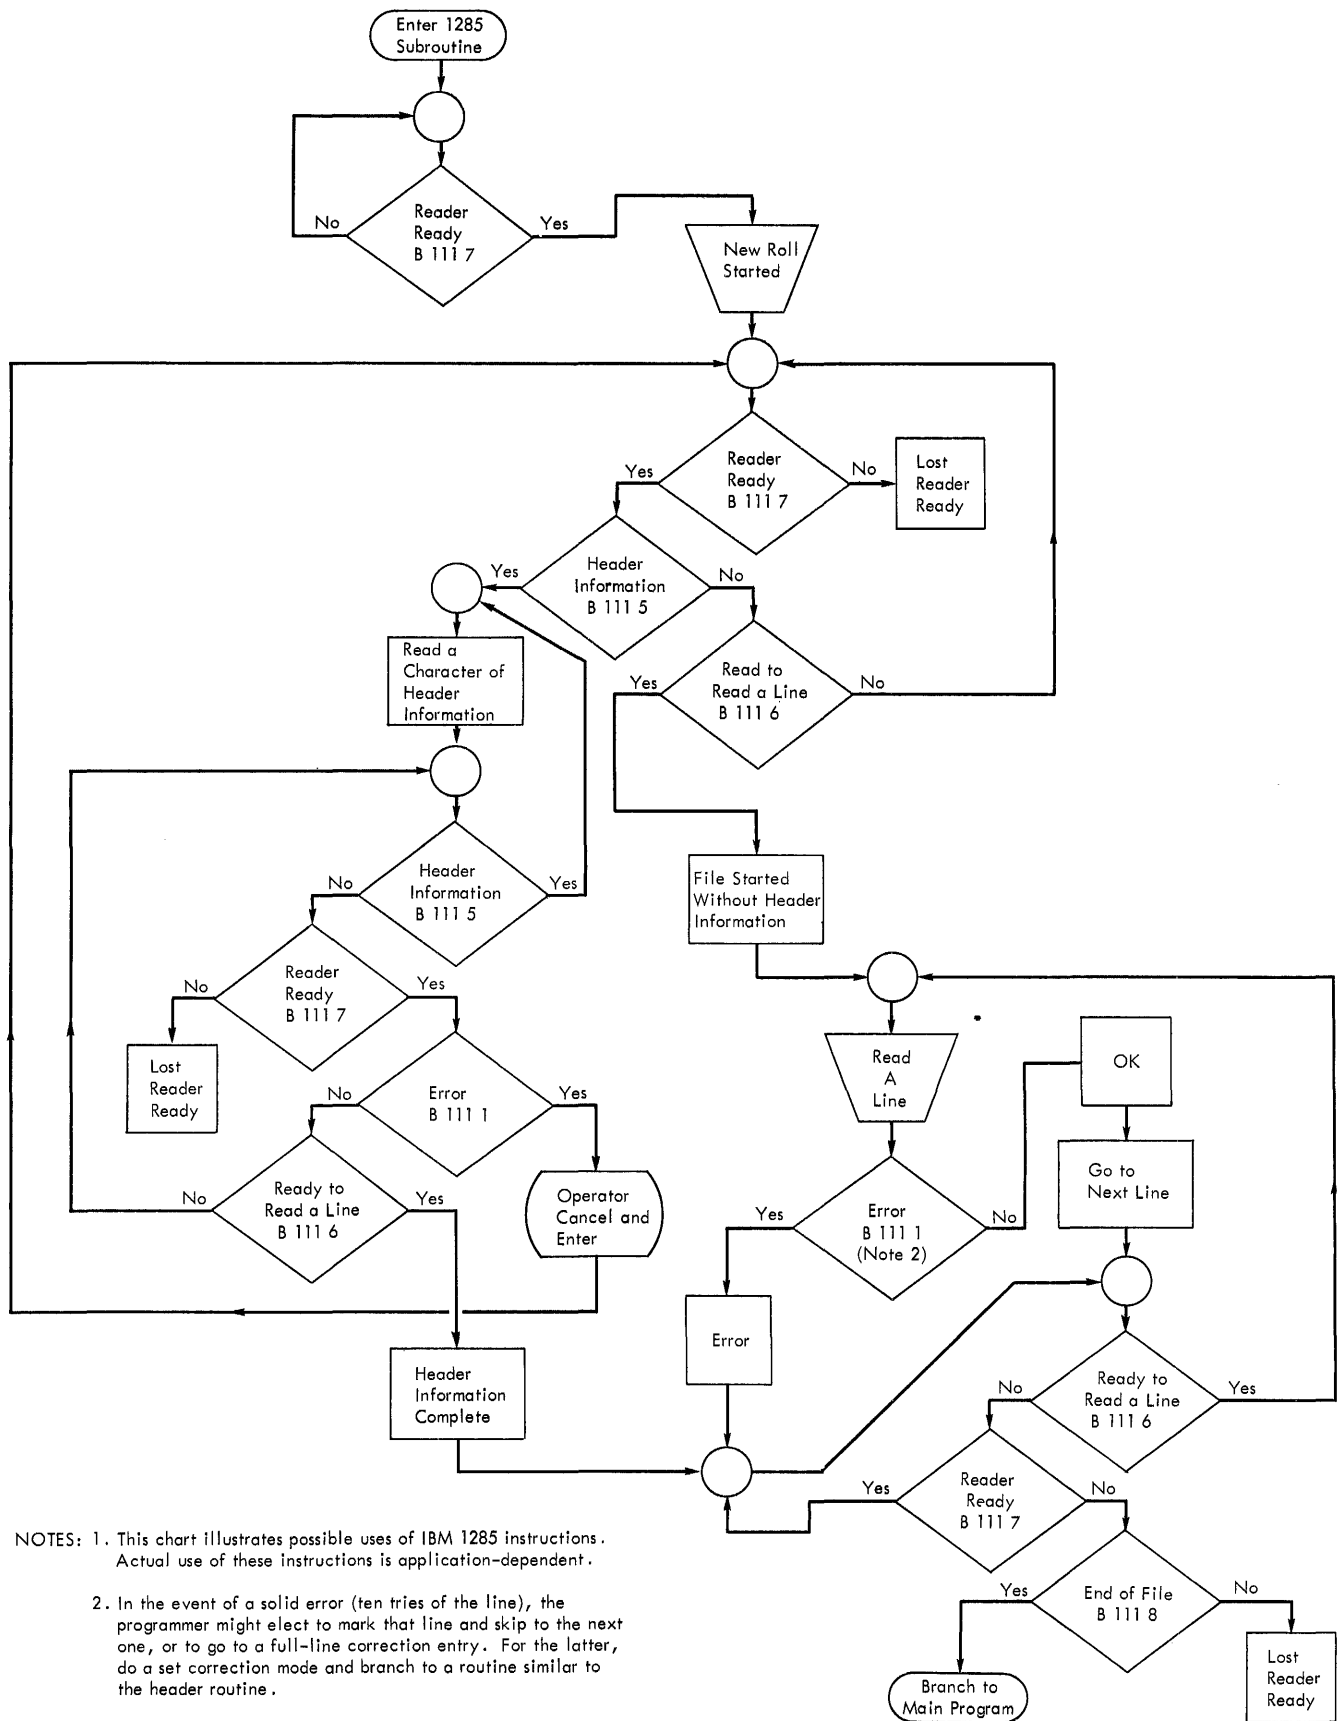 Enter 1285
Subroutine
Reader
Ready
B 111 7
No
Yes
New Roll
Started
Reader
Ready
B 111 7
Yes
No
Lost
Reader
Ready
Header
Information
B 111 5
Yes
No
Read a
Character of
Header
Information
Read to
Read a Line
B 111 6
Yes
No
Header
Information
B 111 5
No
Yes
File Started
Without Header
Information
Reader
Ready
B 111 7
No
Yes
Lost
Reader
Ready
Error
B 111 1
No
Yes
Ready to
Read a Line
B 111 6
No
Yes
Operator
Cancel and
Enter
Header
Information
Complete
Read
A
Line
OK
Error
B 111 1
(Note 2)
Yes
No
Go to
Next Line
Error
Ready to
Read a Line
B 111 6
No
Yes
Reader
Ready
B 111 7
Yes
No
End of File
B 111 8
Yes
No
Branch to
Main Program
Lost
Reader
Ready
NOTES: 1. This chart illustrates possible uses of IBM 1285 instructions.
Actual use of these instructions is application-dependent.
2. In the event of a solid error (ten tries of the line), the
programmer might elect to mark that line and skip to the next
one, or to go to a full-line correction entry. For the latter,
do a set correction mode and branch to a routine similar to
the header routine.